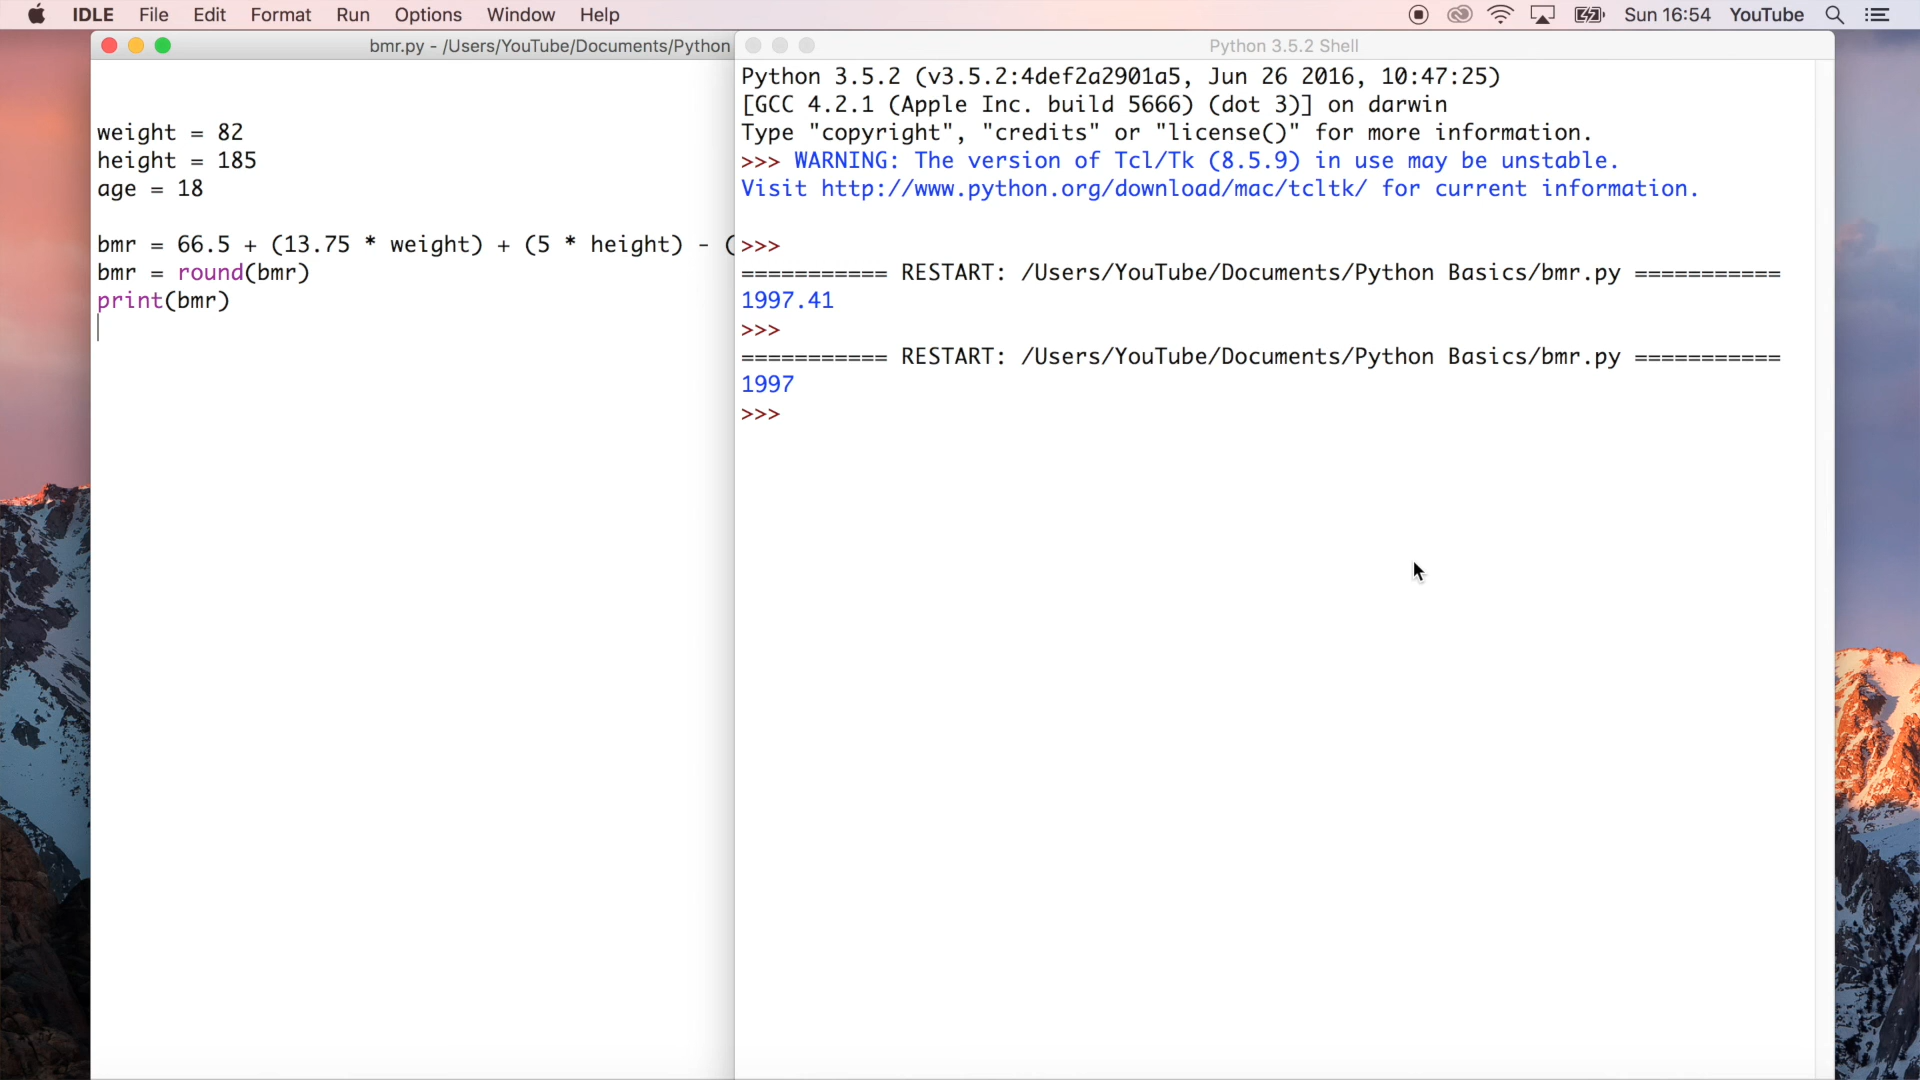 IDLE File Edit Format Run Options Window Help Sun 16:54 YouTube
bmr.py - /Users/YouTube/Documents/Python
weight = 82
height = 185
age = 18
bmr = 66.5 + (13.75 * weight) + (5 * height) - (
bmr = round(bmr)
print(bmr)
Python 3.5.2 Shell
Python 3.5.2 (v3.5.2:4def2a2901a5, Jun 26 2016, 10:47:25)
[GCC 4.2.1 (Apple Inc. build 5666) (dot 3)] on darwin
Type "copyright", "credits" or "license()" for more information.
>>> WARNING: The version of Tcl/Tk (8.5.9) in use may be unstable.
Visit http://www.python.org/download/mac/tcltk/ for current information.
>>>
=========== RESTART: /Users/YouTube/Documents/Python Basics/bmr.py ===========
1997.41
>>>
=========== RESTART: /Users/YouTube/Documents/Python Basics/bmr.py ===========
1997
>>>